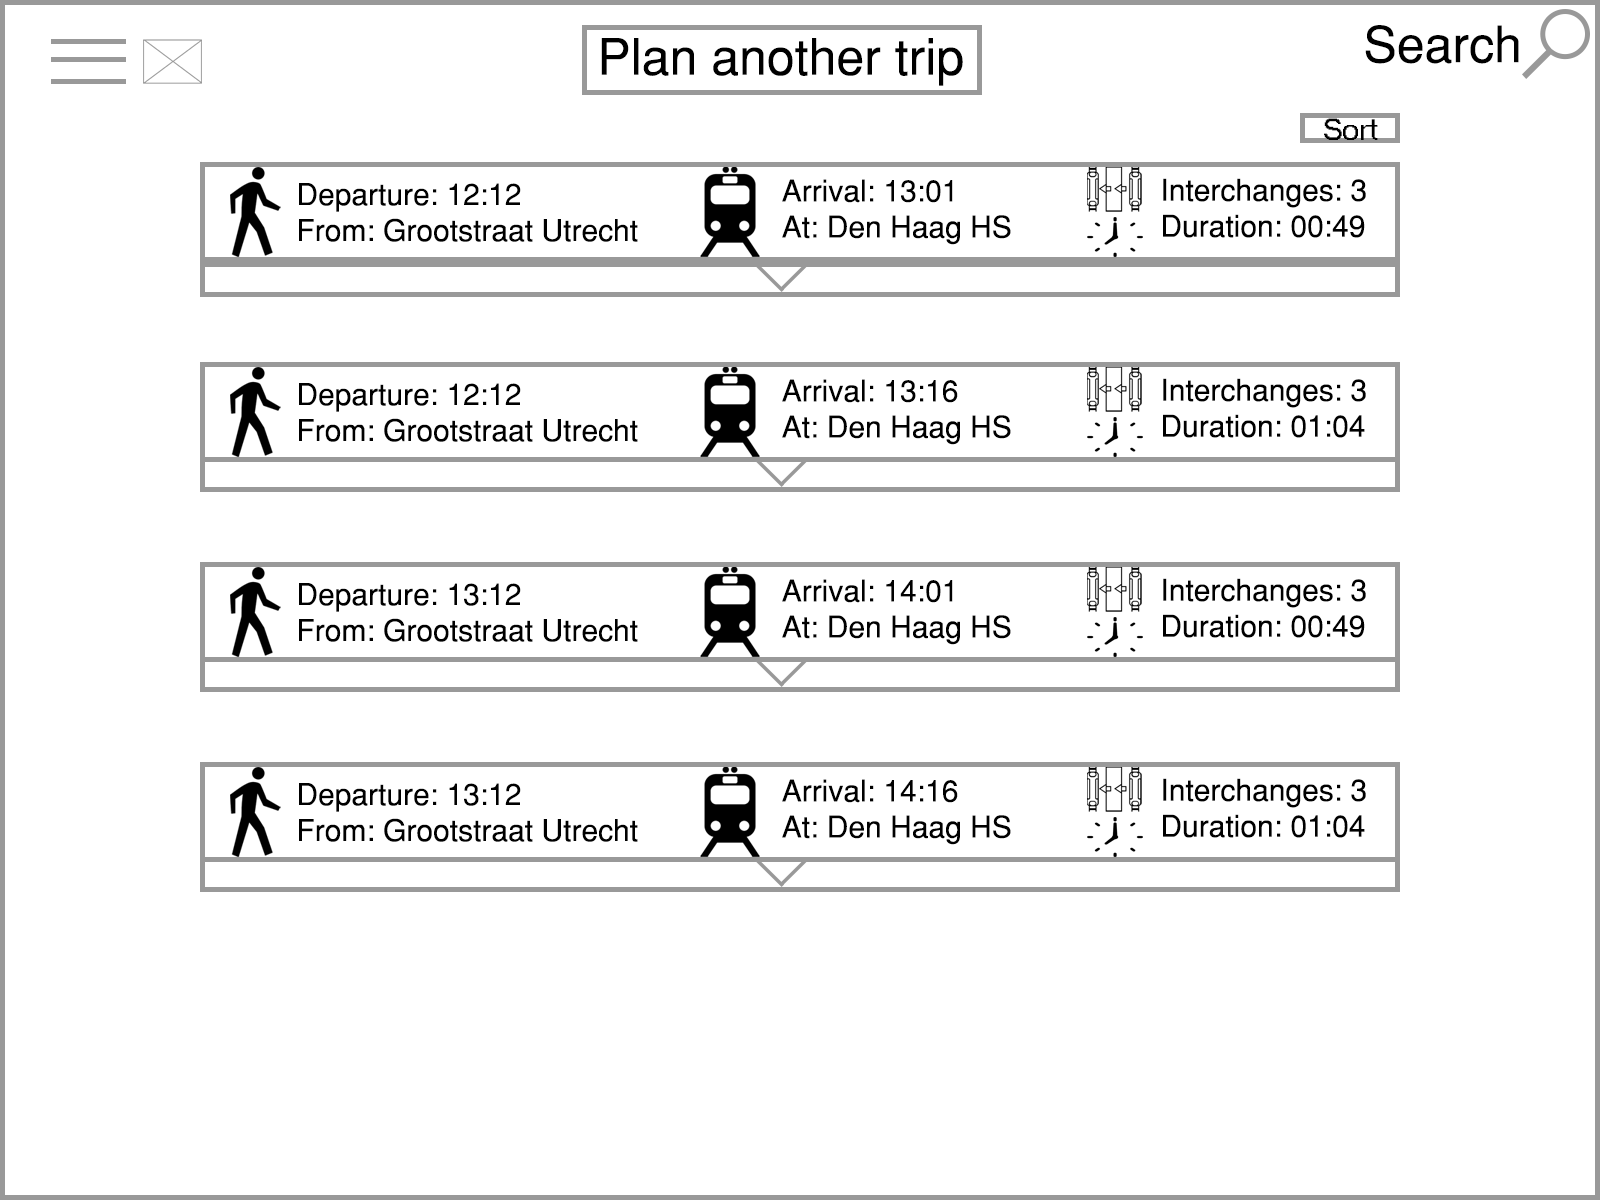 Plan another trip
Search
Sort
Departure: 12:12
From: Grootstraat Utrecht
Arrival: 13:01
At: Den Haag HS
Interchanges: 3
Duration: 00:49
Departure: 12:12
From: Grootstraat Utrecht
Arrival: 13:16
At: Den Haag HS
Interchanges: 3
Duration: 01:04
Departure: 13:12
From: Grootstraat Utrecht
Arrival: 14:01
At: Den Haag HS
Interchanges: 3
Duration: 00:49
Departure: 13:12
From: Grootstraat Utrecht
Arrival: 14:16
At: Den Haag HS
Interchanges: 3
Duration: 01:04